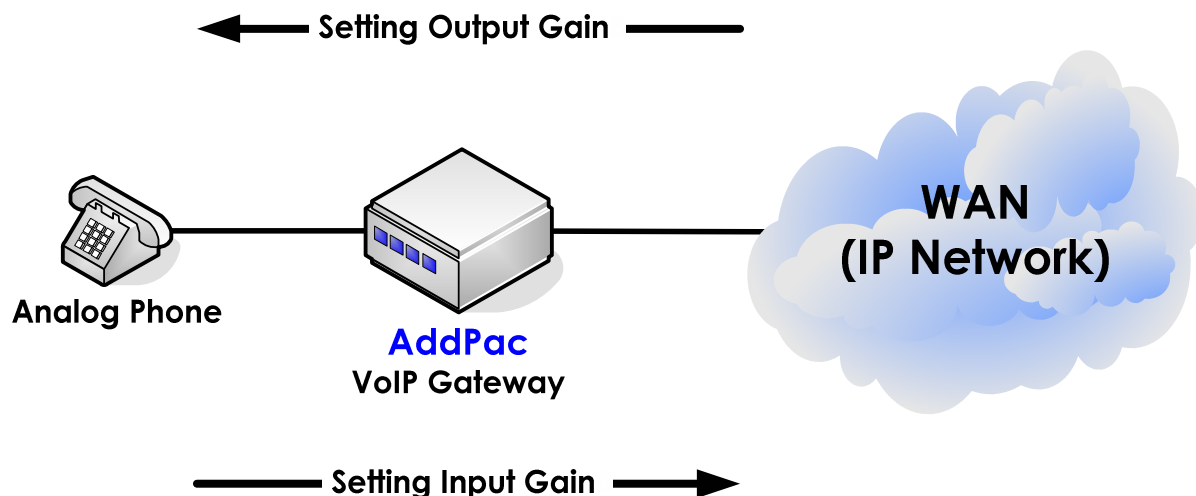 Setting Output Gain
WAN
(IP Network)
Analog Phone
AddPac
VoIP Gateway
Setting Input Gain